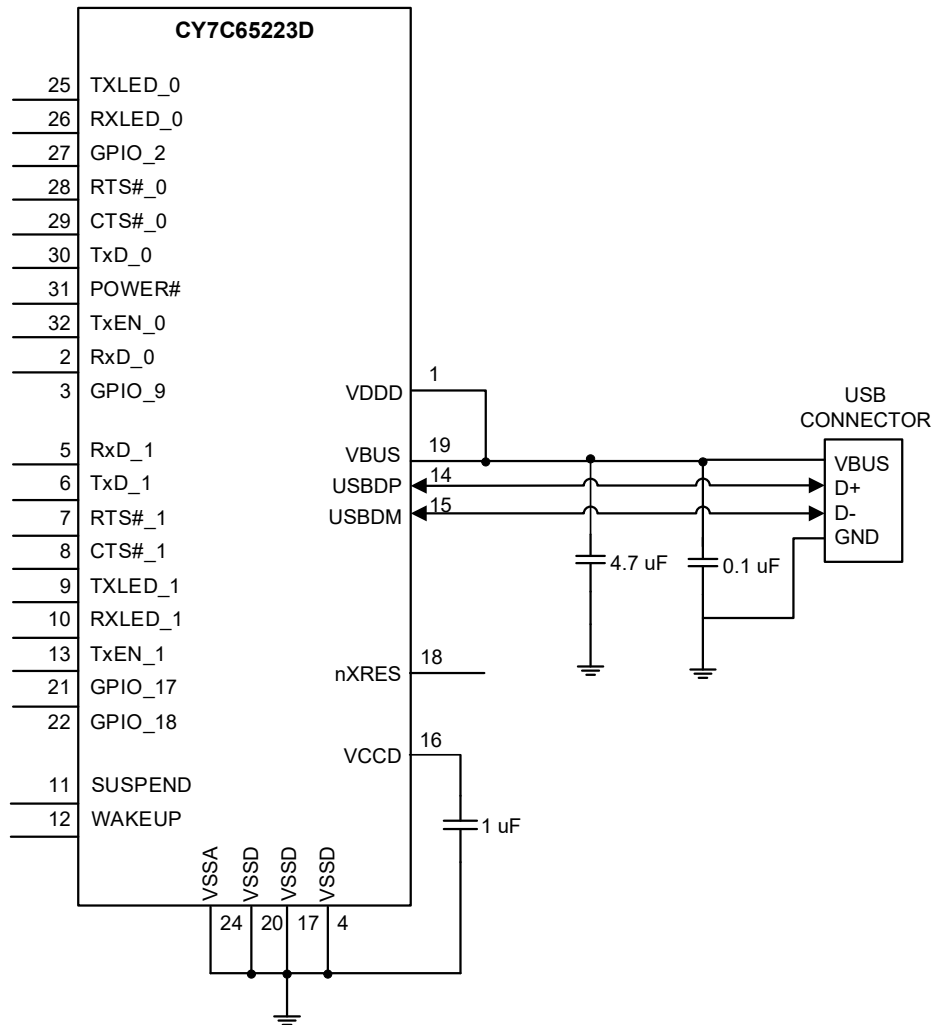 CY7C65223D
25 TXLED_0
26 RXLED_0
27 GPIO_2
28 RTS#_0
29 CTS#_0
30 TxD_0
31 POWER#
32 TxEN_0
2 RxD_0
3 GPIO_9
5 RxD_1
6 TxD_1
7 RTS#_1
8 CTS#_1
9 TXLED_1
10 RXLED_1
13 TxEN_1
21 GPIO_17
22 GPIO_18
11 SUSPEND
12 WAKEUP
VDDD 1
VBUS 19
USBDP 14
USBDM 15
nXRES 18
VCCD 16
VSSA
VSSD
VSSD
VSSD
24 20 17 4
1 uF
4.7 uF
0.1 uF
USB
CONNECTOR
VBUS
D+
D-
GND